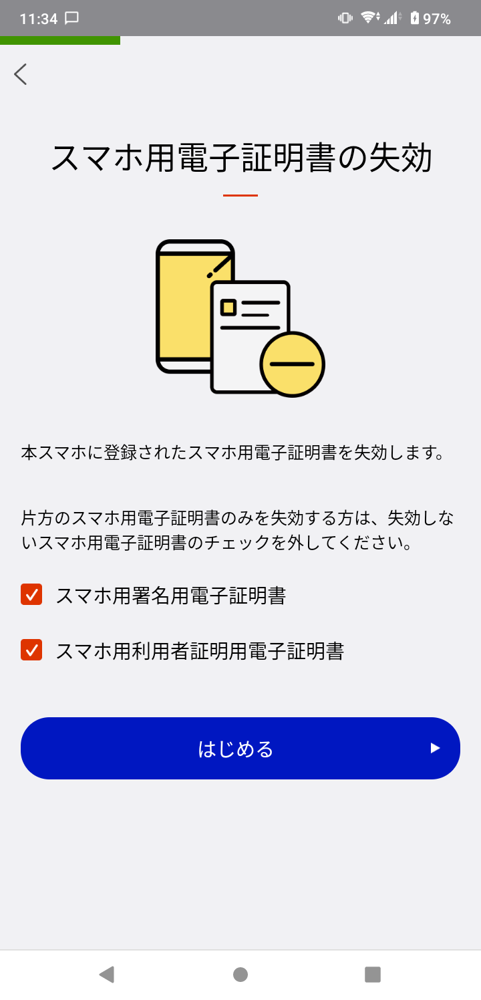 11:34 97%
スマホ用電子証明書の失効
本スマホに登録されたスマホ用電子証明書を失効します。
片方のスマホ用電子証明書のみを失効する方は、失効しな
いスマホ用電子証明書のチェックを外してください。
スマホ用署名用電子証明書
スマホ用利用者証明用電子証明書
はじめる